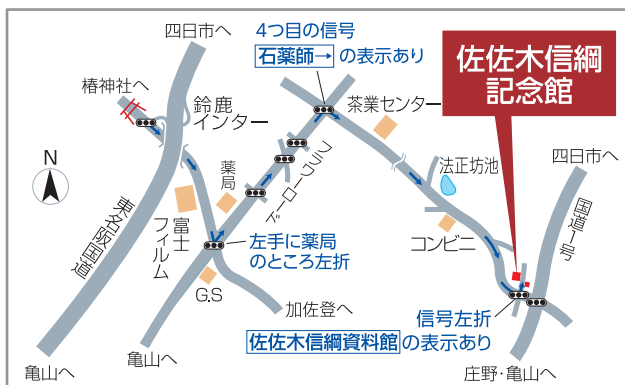 四日市へ
4つ目の信号
石薬師→の表示あり
佐佐木信綱
記念館
椿神社へ
鈴鹿
インター
茶業センター
四日市へ
N
薬局
フラワーロード
法正坊池
国道1号
東名阪国道
富士
フィルム
左手に薬局
のところ左折
コンビニ
G.S
加佐登へ
信号左折
佐佐木信綱資料館の表示あり
亀山へ
亀山へ
庄野・亀山へ